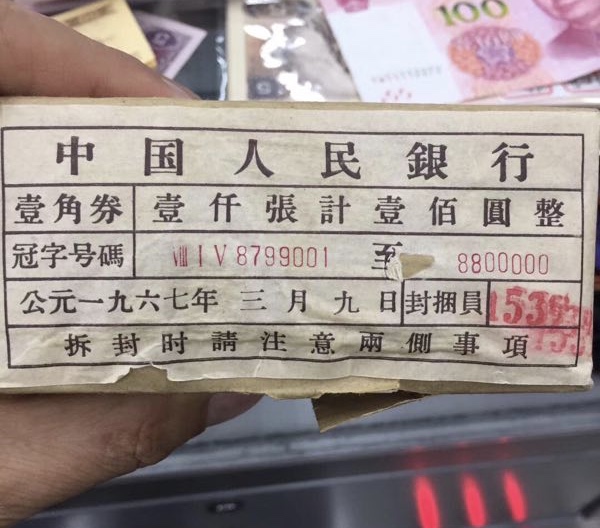 100
中国人民銀行
壹角券 壹仟張計壹佰圓整
冠字号碼 VIII I V 8799001 至 8800000
公元一九六七年 三月九日 封捆員 1536
拆封时請注意兩側事項